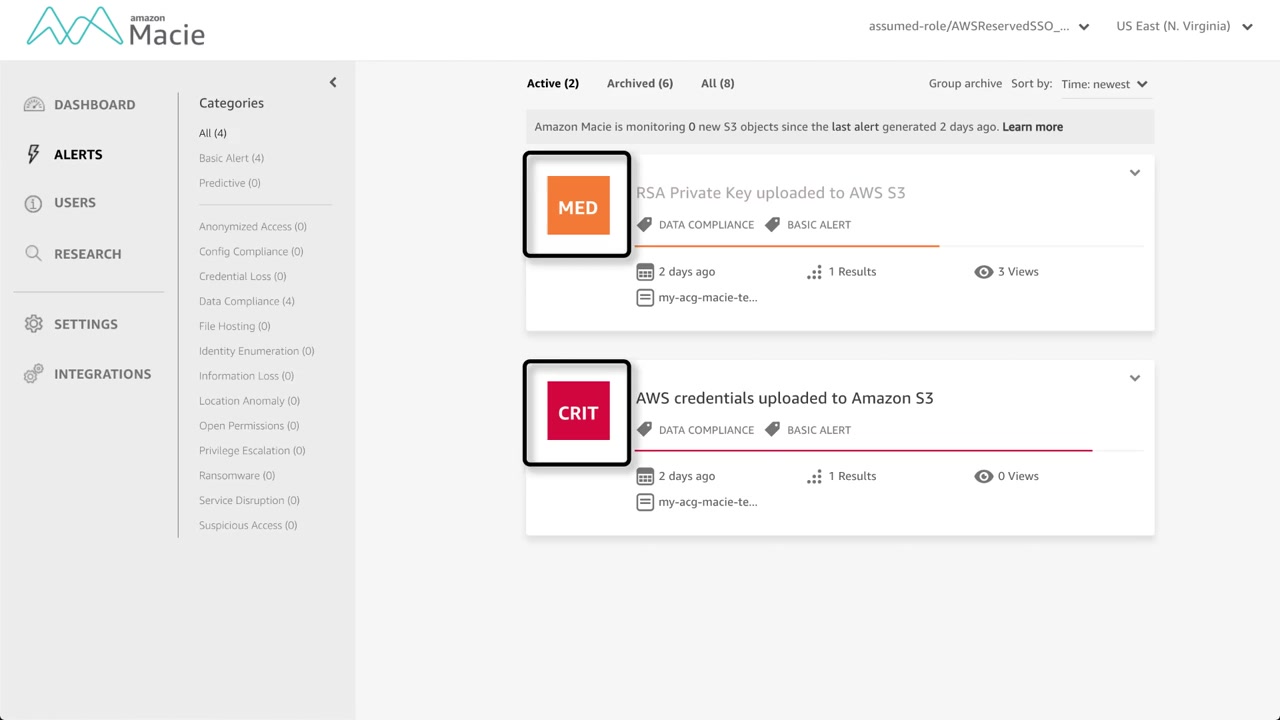 amazon
Macie
assumed-role/AWSReservedSSO_...
US East (N. Virginia)
DASHBOARD
ALERTS
USERS
RESEARCH
SETTINGS
INTEGRATIONS
Categories
All (4)
Basic Alert (4)
Predictive (0)
Anonymized Access (0)
Config Compliance (0)
Credential Loss (0)
Data Compliance (4)
File Hosting (0)
Identity Enumeration (0)
Information Loss (0)
Location Anomaly (0)
Open Permissions (0)
Privilege Escalation (0)
Ransomware (0)
Service Disruption (0)
Suspicious Access (0)
Active (2) Archived (6) All (8) Group archive Sort by: Time: newest
Amazon Macie is monitoring 0 new S3 objects since the last alert generated 2 days ago. Learn more
MED
RSA Private Key uploaded to AWS S3
DATA COMPLIANCE BASIC ALERT
2 days ago 1 Results 3 Views
my-acg-macie-te...
CRIT
AWS credentials uploaded to Amazon S3
DATA COMPLIANCE BASIC ALERT
2 days ago 1 Results 0 Views
my-acg-macie-te...